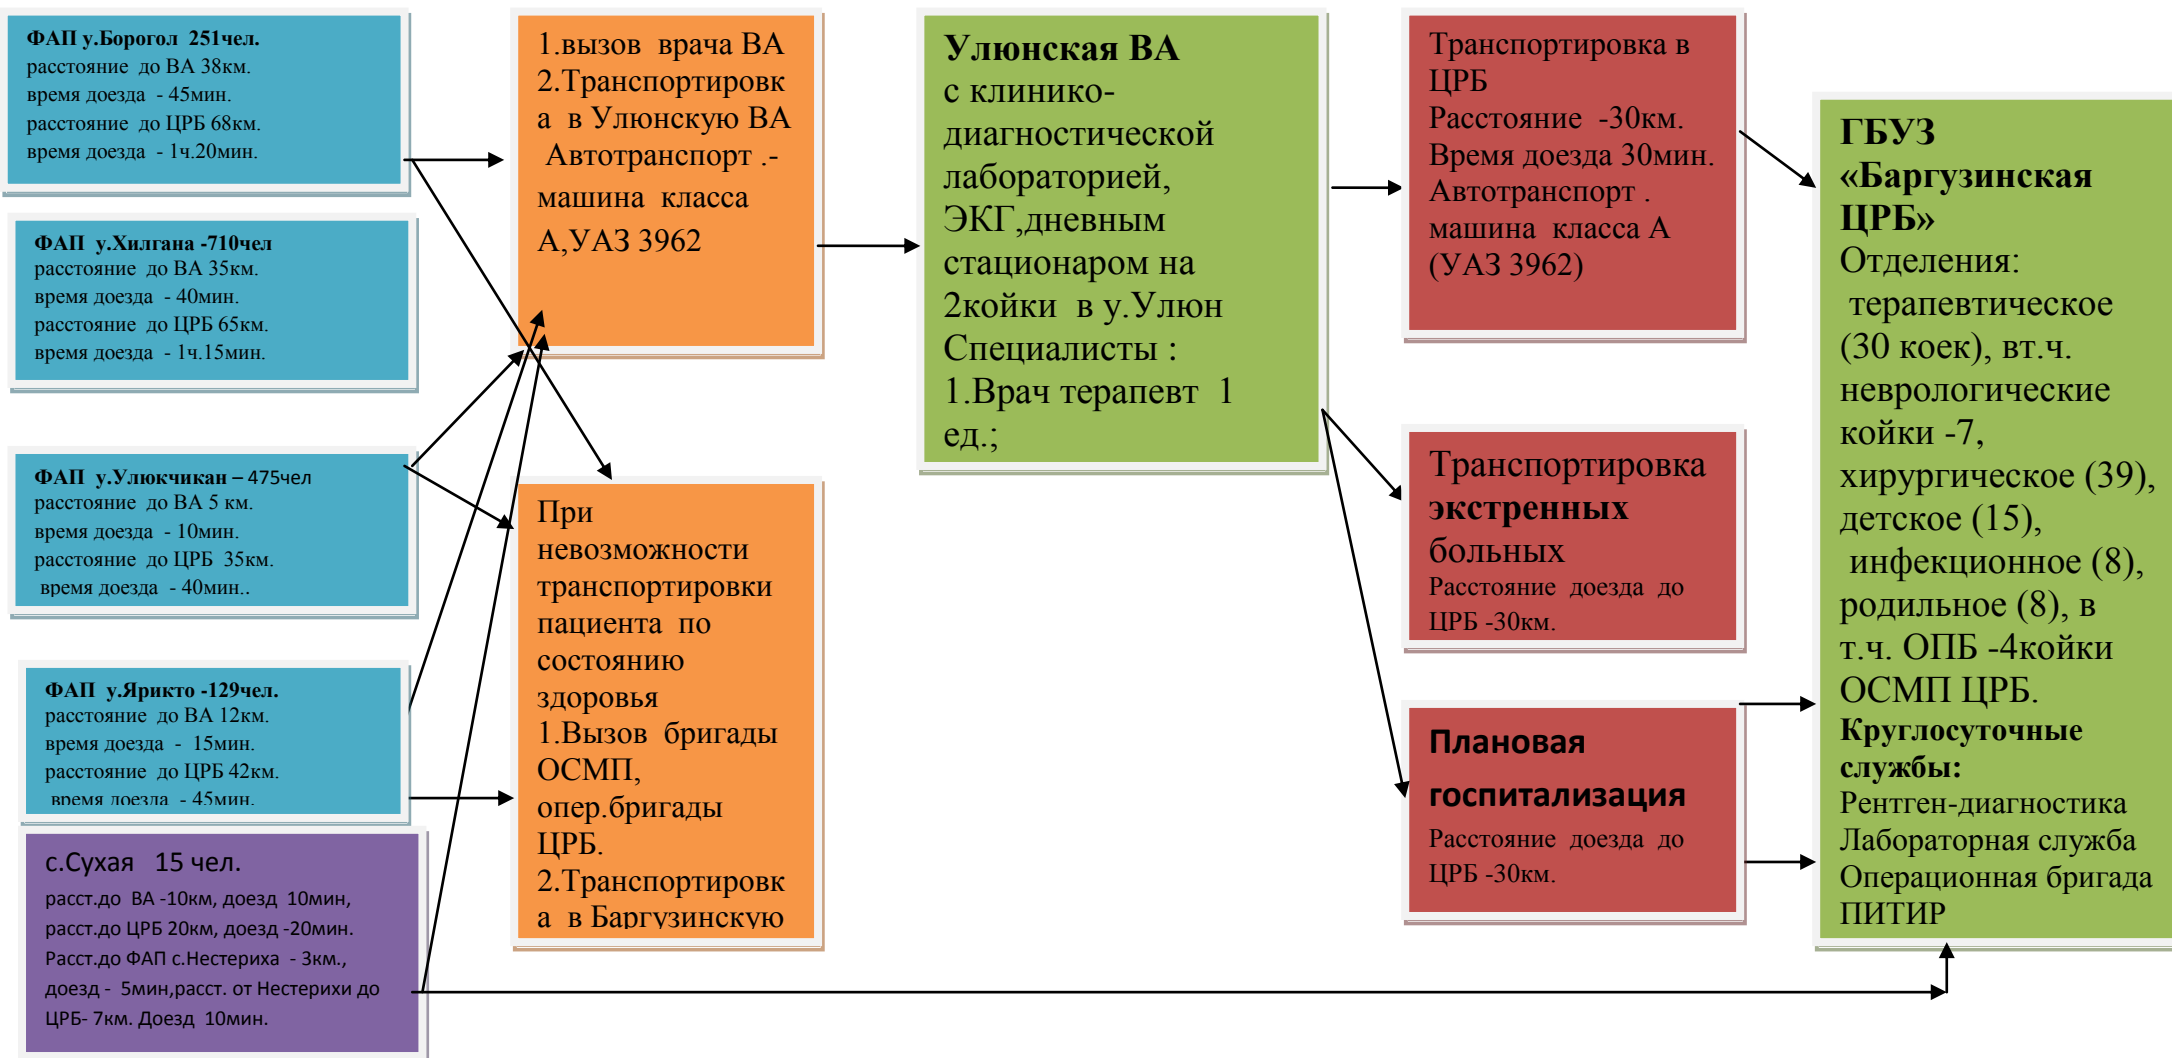 ФАП у.Борогол 251чел.
расстояние до ВА 38км.
время доезда - 45мин.
расстояние до ЦРБ 68км.
время доезда - 1ч.20мин.
ФАП у.Хилгана -710чел
расстояние до ВА 35км.
время доезда - 40мин.
расстояние до ЦРБ 65км.
время доезда - 1ч.15мин.
ФАП у.Улюкчикан – 475чел
расстояние до ВА 5 км.
время доезда - 10мин.
расстояние до ЦРБ 35км.
время доезда - 40мин..
ФАП у.Ярикто -129чел.
расстояние до ВА 12км.
время доезда - 15мин.
расстояние до ЦРБ 42км.
время доезда - 45мин.
с.Сухая 15 чел.
расст.до ВА -10км, доезд 10мин,
расст.до ЦРБ 20км, доезд -20мин.
Расст.до ФАП с.Нестериха - 3км.,
доезд - 5мин,расст. от Нестерихи до
ЦРБ- 7км. Доезд 10мин.
1.вызов врача ВА
2.Транспортировк
а в Улюнскую ВА
Автотранспорт .-
машина класса
А,УАЗ 3962
При
невозможности
транспортировки
пациента по
состоянию
здоровья
1.Вызов бригады
ОСМП,
опер.бригады
ЦРБ.
2.Транспортировк
а в Баргузинскую
Улюнская ВА
с клинико-
диагностической
лабораторией,
ЭКГ,дневным
стационаром на
2койки в у.Улюн
Специалисты :
1.Врач терапевт 1
ед.;
Транспортировка в
ЦРБ
Расстояние -30км.
Время доезда 30мин.
Автотранспорт .
машина класса А
(УАЗ 3962)
Транспортировка
экстренных
больных
Расстояние доезда до
ЦРБ -30км.
Плановая
госпитализация
Расстояние доезда до
ЦРБ -30км.
ГБУЗ
«Баргузинская
ЦРБ»
Отделения:
терапевтическое
(30 коек), вт.ч.
неврологические
койки -7,
хирургическое (39),
детское (15),
инфекционное (8),
родильное (8), в
т.ч. ОПБ -4койки
ОСМП ЦРБ.
Круглосуточные
службы:
Рентген-диагностика
Лабораторная служба
Операционная бригада
ПИТИР